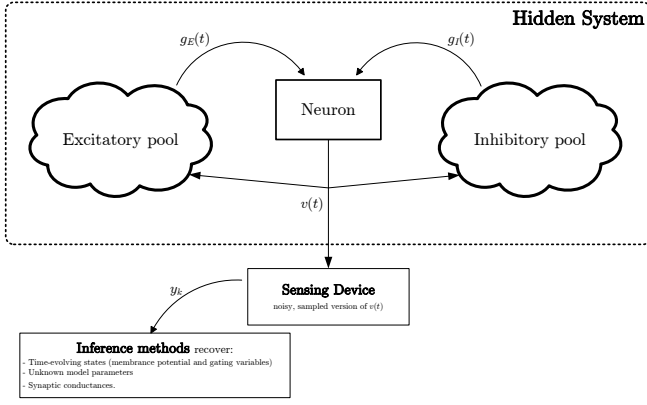 Hidden System
g_E(t)
g_I(t)
Neuron
Excitatory pool
Inhibitory pool
v(t)
Sensing Device
noisy, sampled version of v(t)
y_k
Inference methods recover:
- Time-evolving states (membrance potential and gating variables)
- Unknown model parameters
- Synaptic conductances.